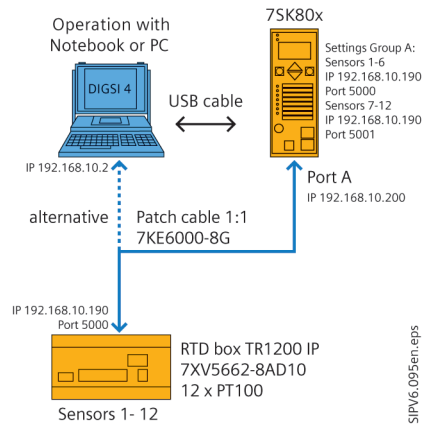 Operation with
Notebook or PC
DIGSI 4
IP 192.168.10.2
USB cable
7SK80x
Settings Group A:
Sensors 1-6
IP 192.168.10.190
Port 5000
Sensors 7-12
IP 192.168.10.190
Port 5001
Port A
IP 192.168.10.200
alternative
Patch cable 1:1
7KE6000-8G
IP 192.168.10.190
Port 5000
RTD box TR1200 IP
7XV5662-8AD10
12 x PT100
Sensors 1- 12
SIPV6.095en.eps